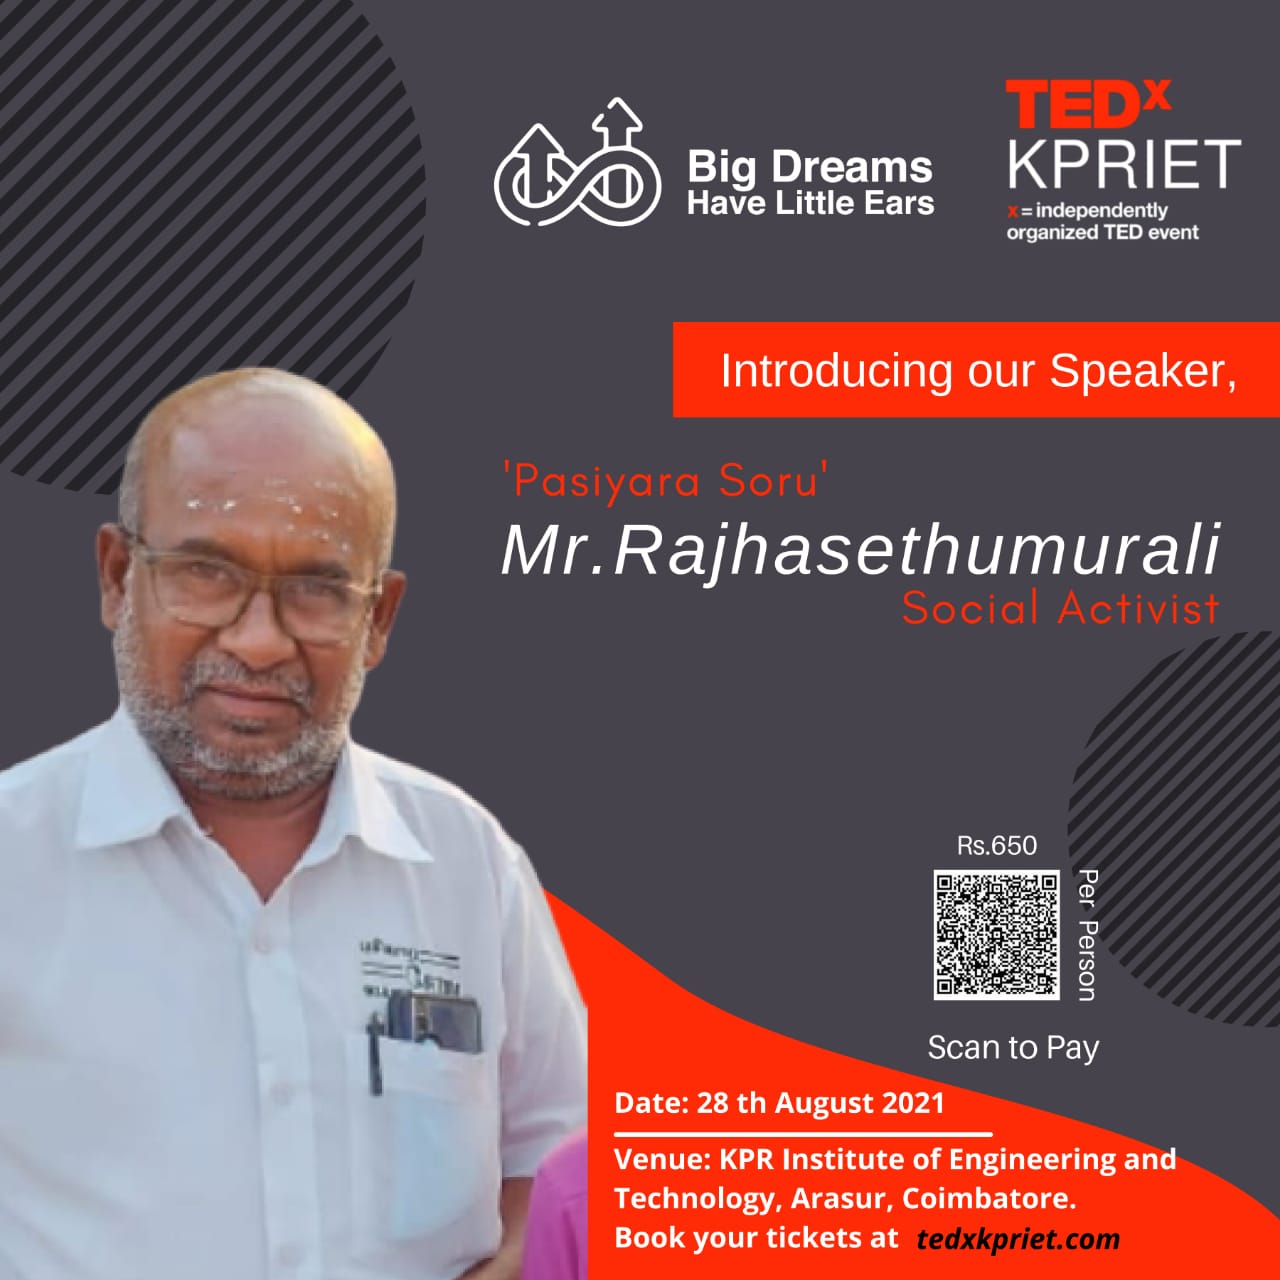 Big Dreams
Have Little Ears
TEDx
KPRIET
x = independently
organized TED event
Introducing our Speaker,
'Pasiyara Soru'
Mr.Rajhasethumurali
Social Activist
Rs.650
Per Person
Scan to Pay
Date: 28 th August 2021
Venue: KPR Institute of Engineering and
Technology, Arasur, Coimbatore.
Book your tickets at tedxkpriet.com